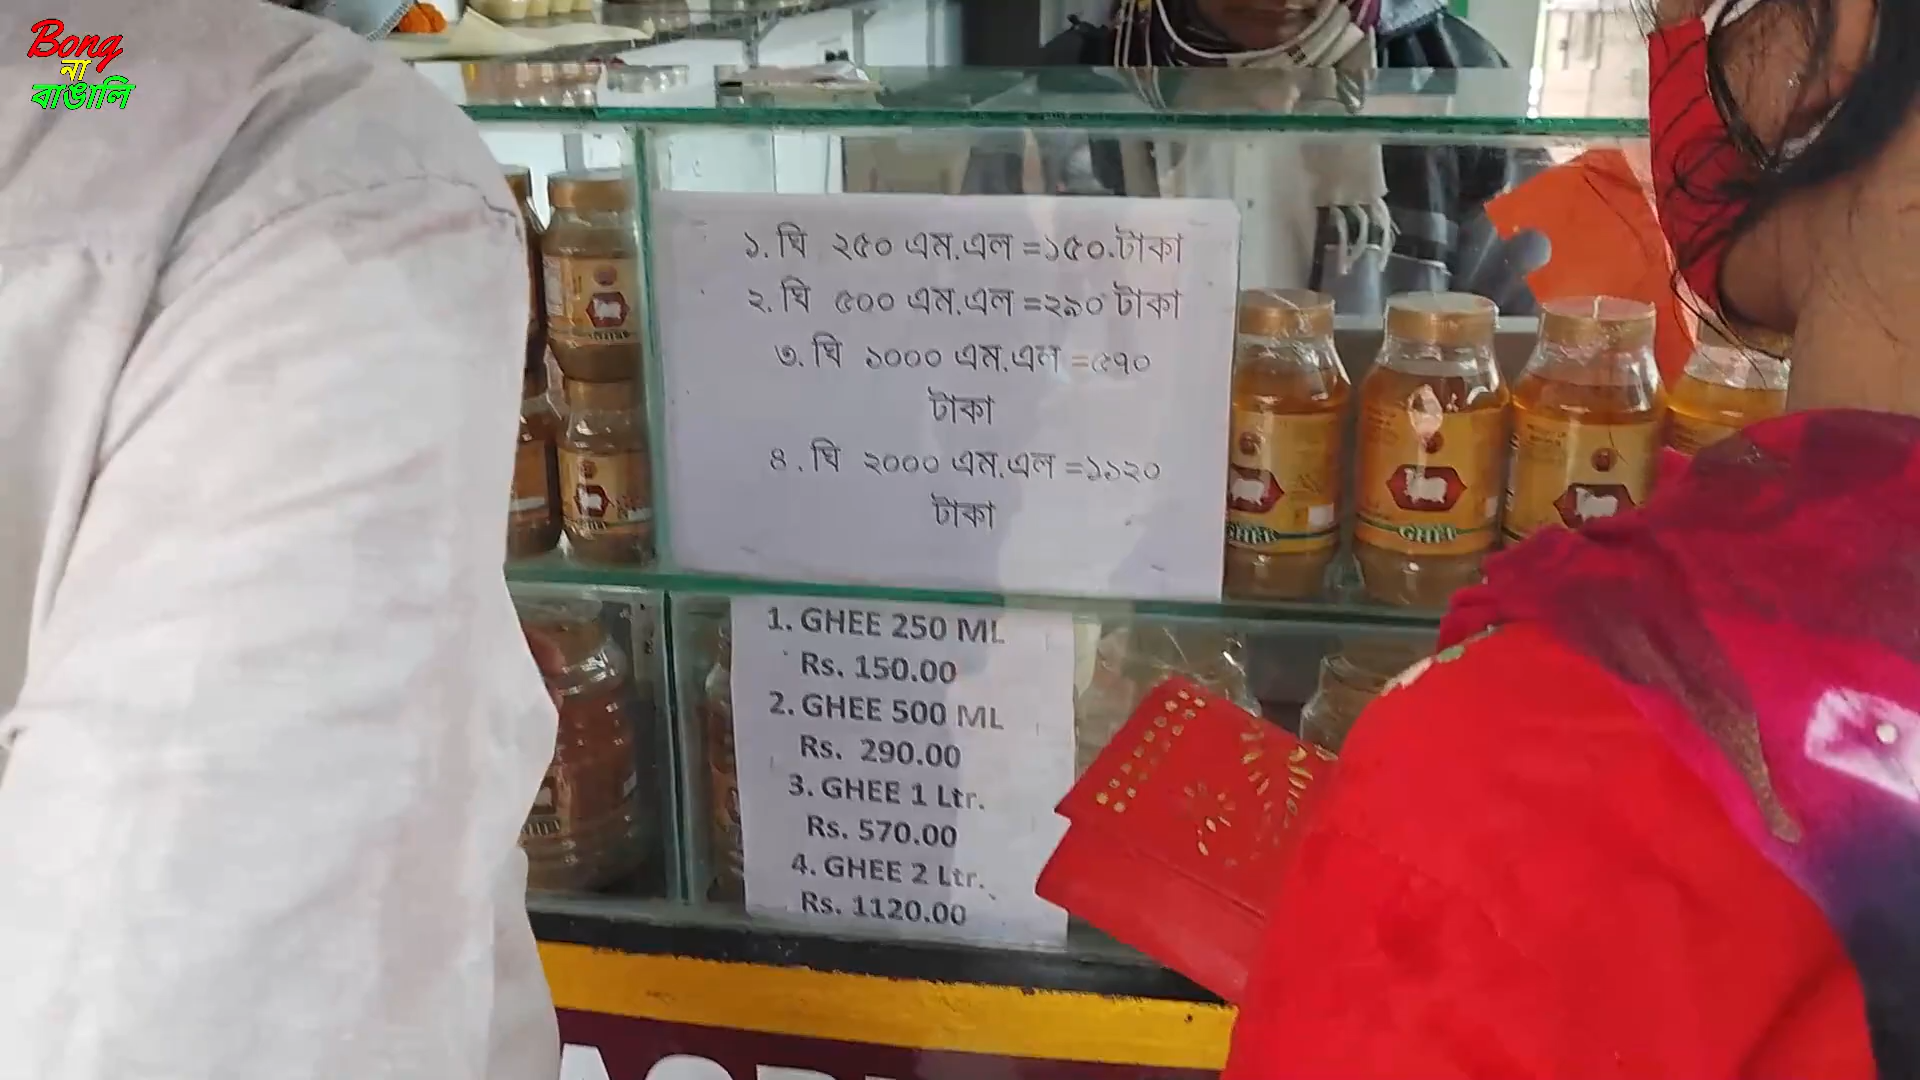 Bong
না
বাঙালি
১. ঘি ২৫০ এম.এল =১৫০.টাকা
২. ঘি ৫০০ এম.এল =২৯০ টাকা
৩. ঘি ১০০০ এম.এল =৫৭০
টাকা
৪ . ঘি ২০০০ এম.এল =১১২০
টাকা
GHEE
1. GHEE 250 ML
Rs. 150.00
2. GHEE 500 ML
Rs. 290.00
3. GHEE 1 Ltr.
Rs. 570.00
4. GHEE 2 Ltr.
Rs. 1120.00